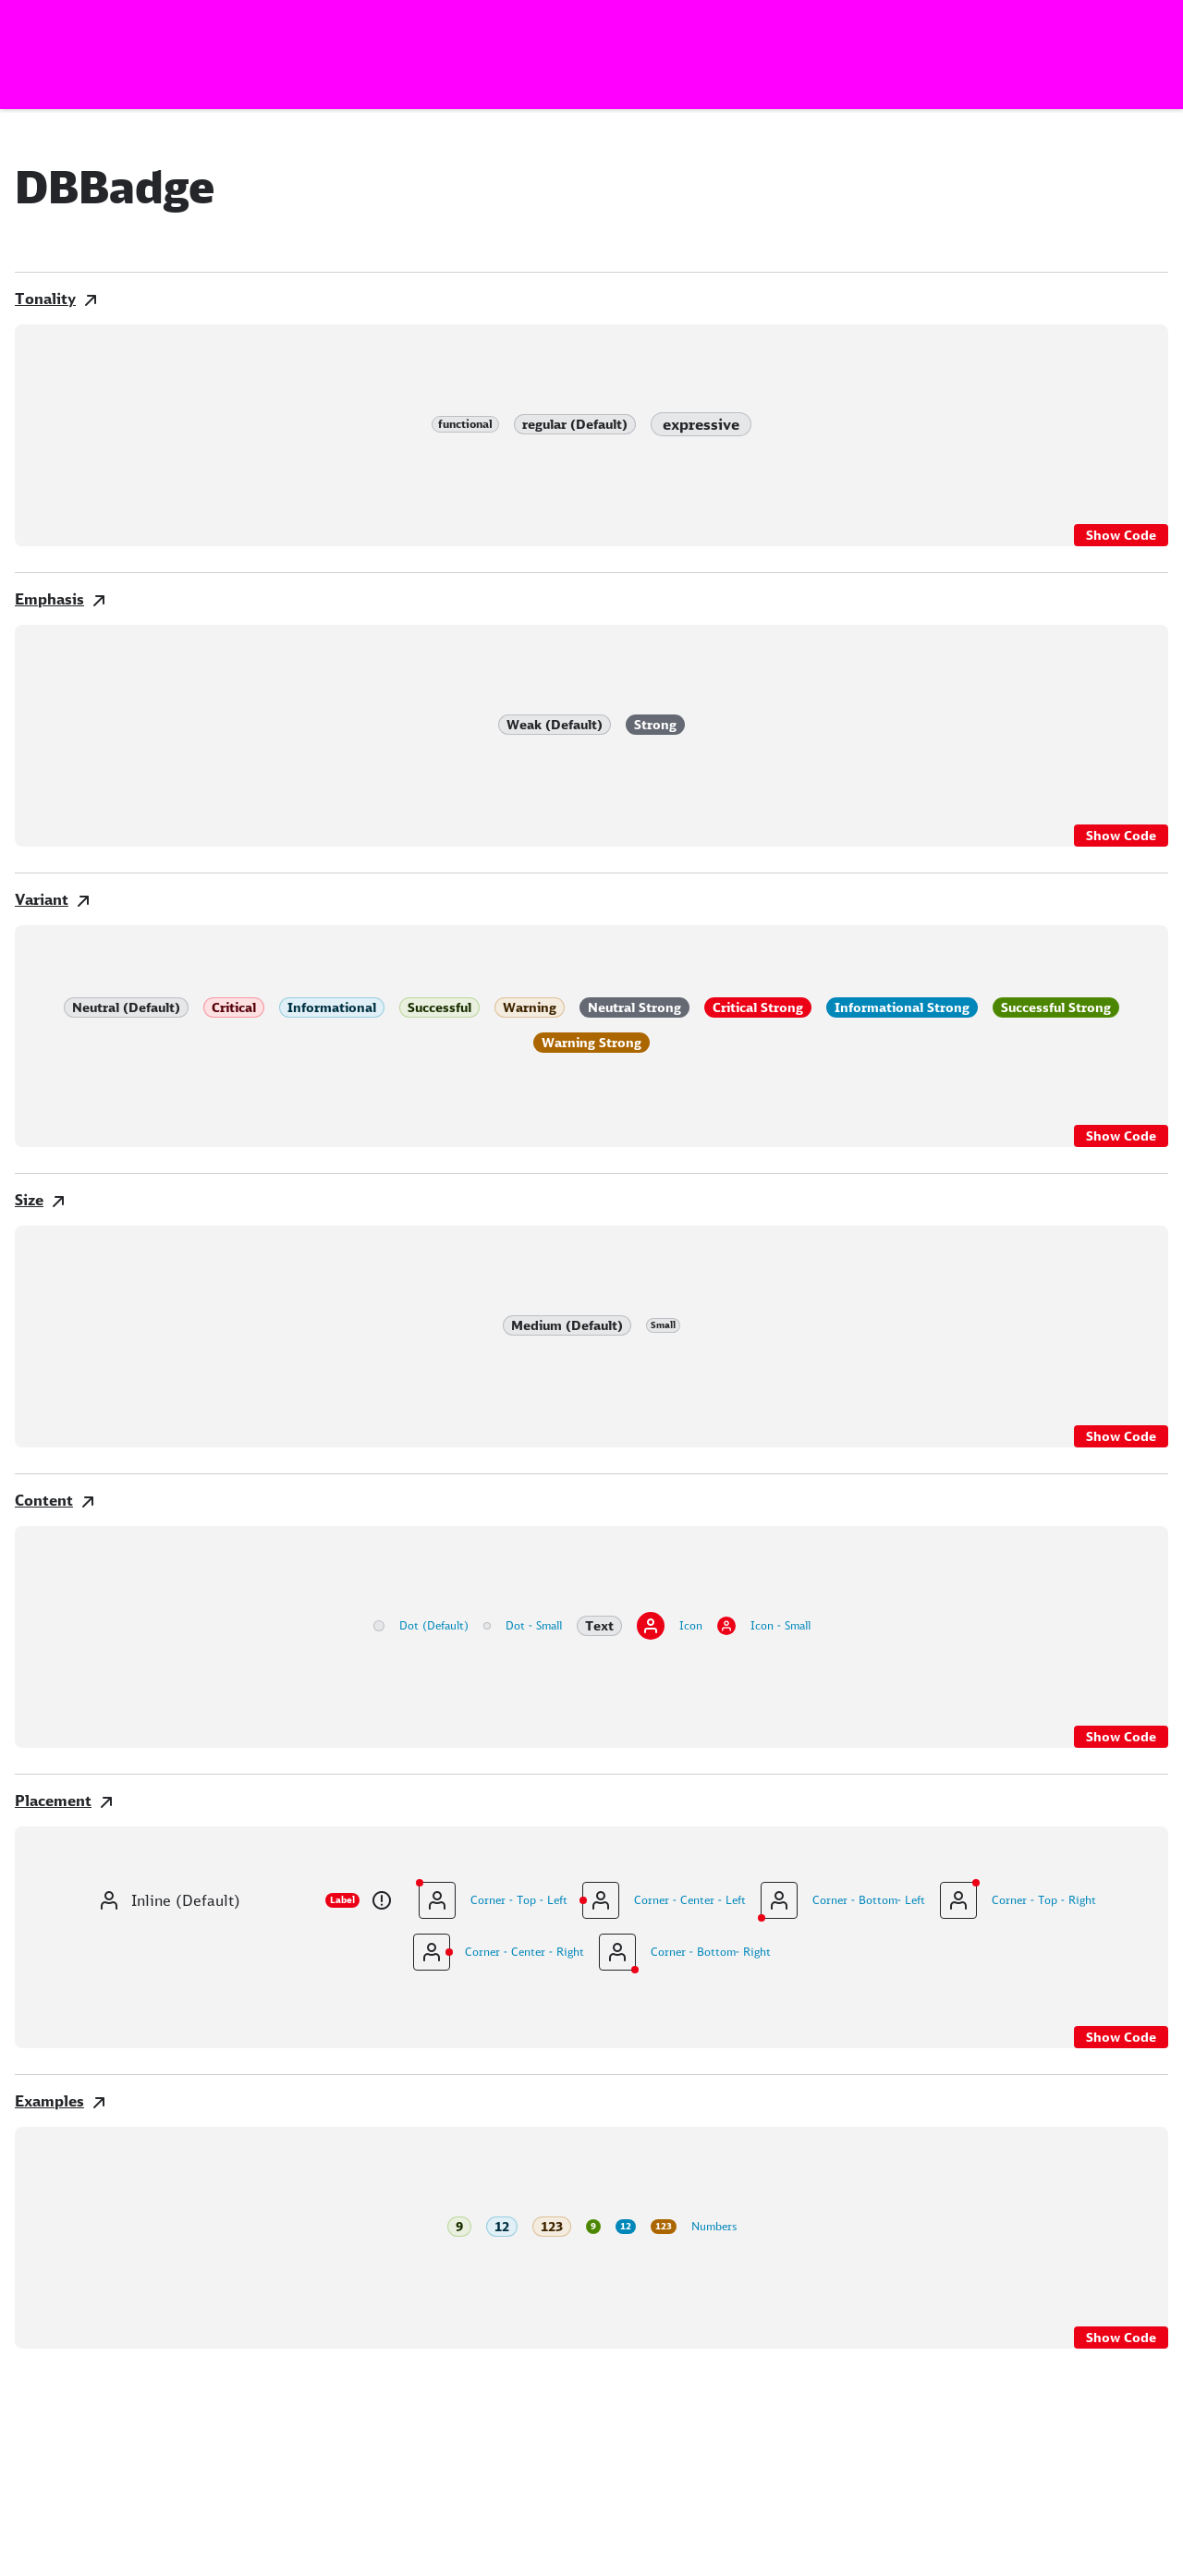 DBBadge
Tonality
functional regular (Default) expressive
Show Code
Emphasis
Weak (Default) Strong
Show Code
Variant
Neutral (Default) Critical Informational Successful Warning Neutral Strong Critical Strong Informational Strong Successful Strong
Warning Strong
Show Code
Size
Medium (Default) Small
Show Code
Content
Dot (Default) Dot - Small Text Icon Icon - Small
Show Code
Placement
Inline (Default) Label Corner - Top - Left Corner - Center - Left Corner - Bottom- Left Corner - Top - Right
Corner - Center - Right Corner - Bottom- Right
Show Code
Examples
9 12 123 9 12 123 Numbers
Show Code